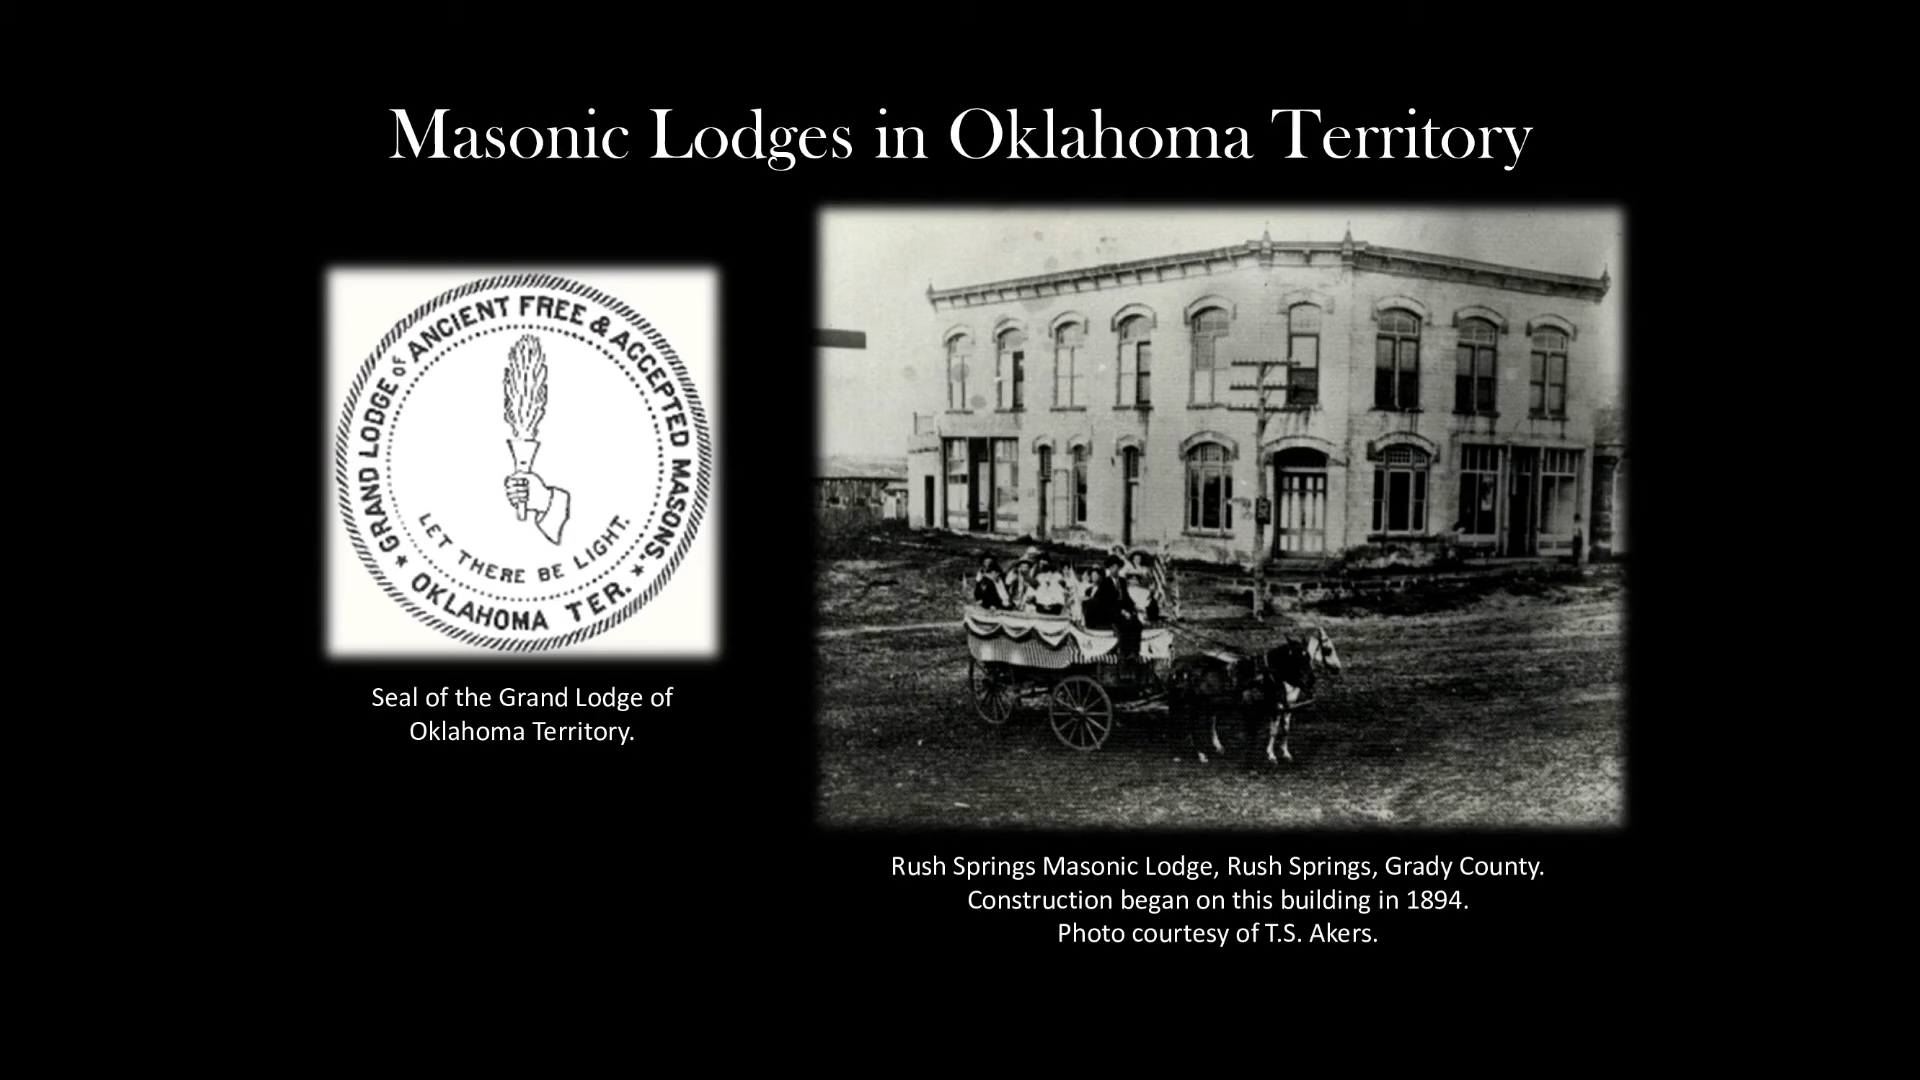 Masonic Lodges in Oklahoma Territory
GRAND LODGE of ANCIENT FREE & ACCEPTED MASONS.
LET THERE BE LIGHT.
OKLAHOMA TER.
Seal of the Grand Lodge of
Oklahoma Territory.
Rush Springs Masonic Lodge, Rush Springs, Grady County.
Construction began on this building in 1894.
Photo courtesy of T.S. Akers.